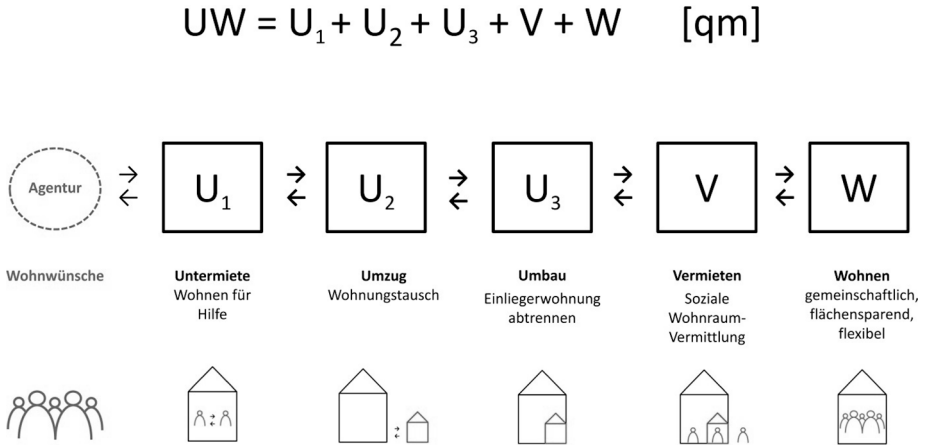 UW = U₁ + U₂ + U₃ + V + W [qm]
Agentur
U₁
U₂
U₃
V
W
Wohnwünsche
Untermiete
Wohnen für
Hilfe
Umzug
Wohnungstausch
Umbau
Einliegerwohnung
abtrennen
Vermieten
Soziale
Wohnraum-
Vermittlung
Wohnen
gemeinschaftlich,
flächensparend,
flexibel